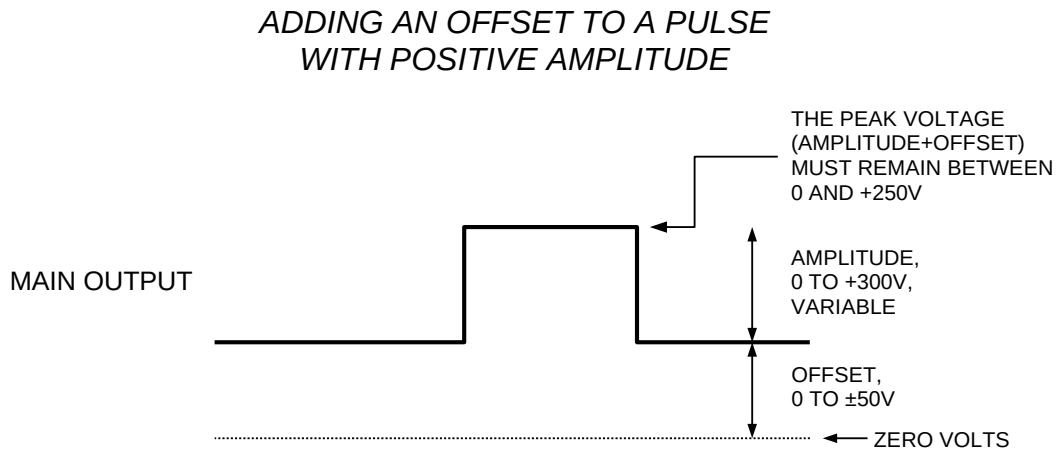 ADDING AN OFFSET TO A PULSE
WITH POSITIVE AMPLITUDE
THE PEAK VOLTAGE
(AMPLITUDE+OFFSET)
MUST REMAIN BETWEEN
0 AND +250V
MAIN OUTPUT
AMPLITUDE,
0 TO +300V,
VARIABLE
OFFSET,
0 TO ±50V
ZERO VOLTS